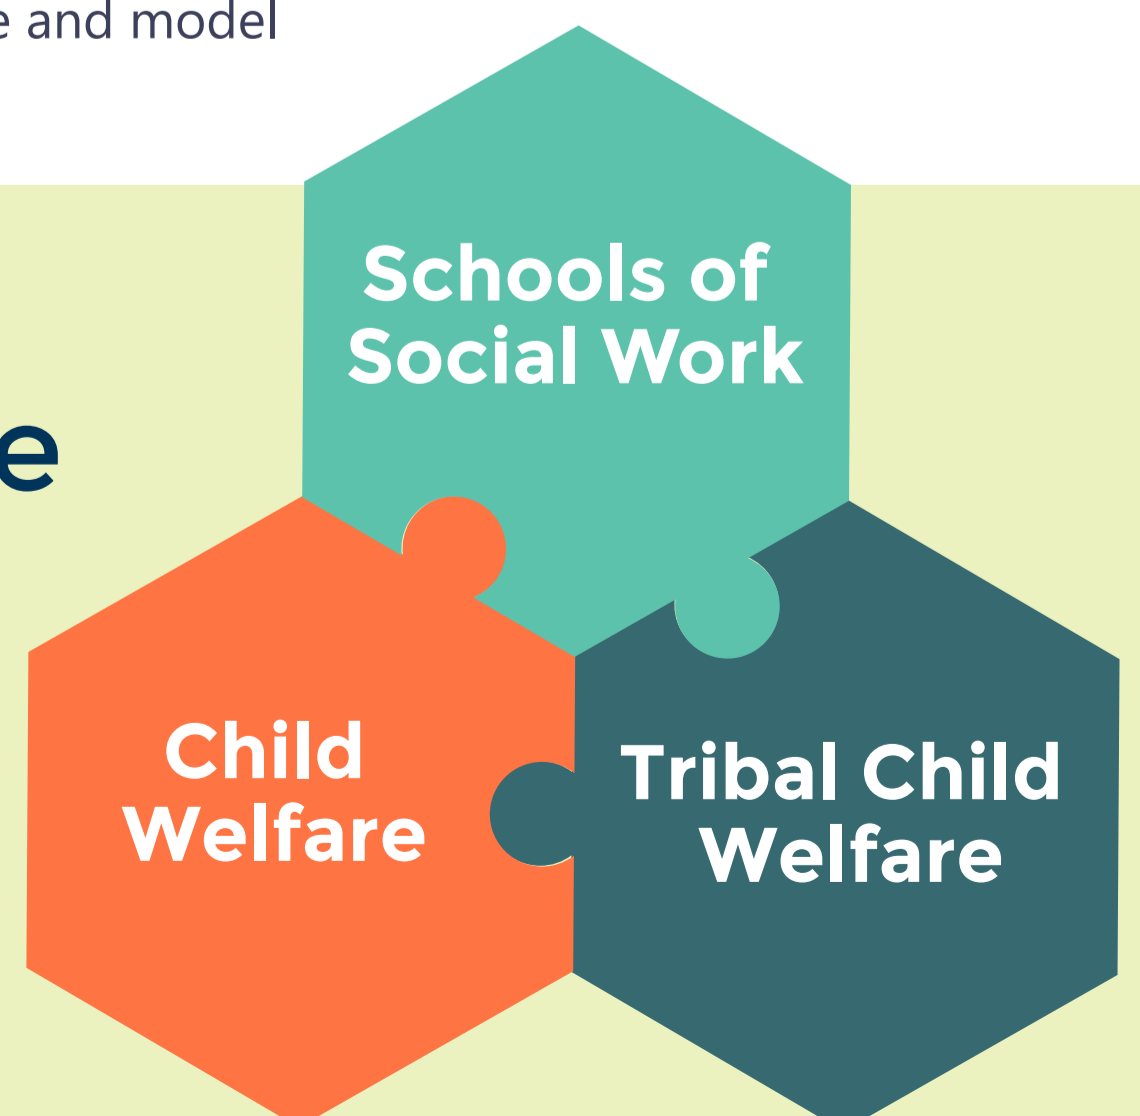 e and model
Schools of
Social Work
e
Child
Welfare
Tribal Child
Welfare